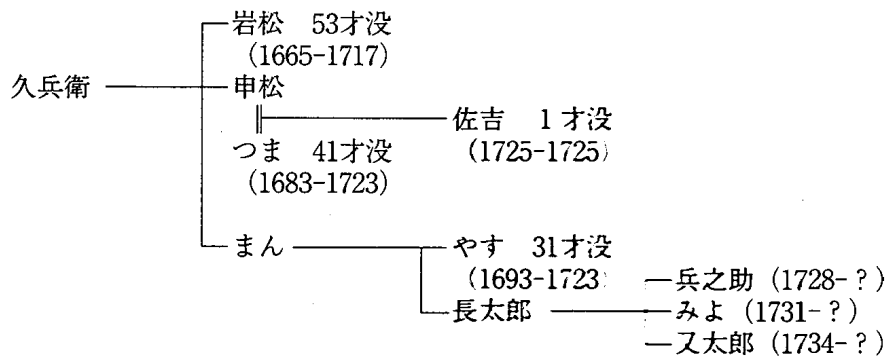 岩松 53才没
(1665-1717)
久兵衛
申松
佐吉 1才没
(1725-1725)
つま 41才没
(1683-1723)
まん
やす 31才没
(1693-1723)
兵之助 (1728-?)
長太郎
みよ (1731-?)
又太郎 (1734-?)